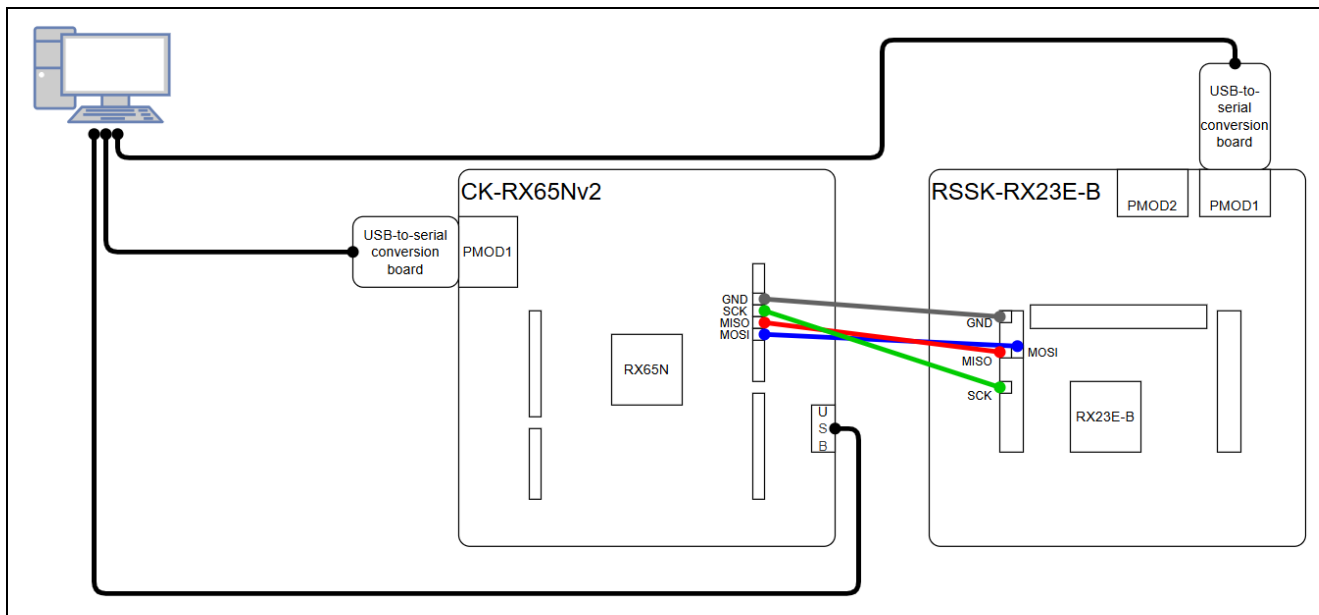 USB-to-
serial
conversion
board
CK-RX65Nv2
RSSK-RX23E-B
PMOD2
PMOD1
USB-to-serial
conversion
board
PMOD1
GND
SCK
MISO
MOSI
GND
MISO
MOSI
SCK
RX65N
RX23E-B
U
S
B